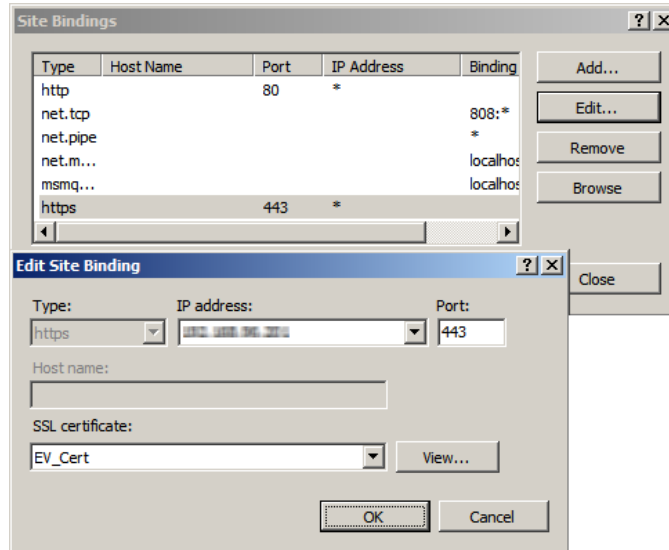 Site Bindings
Type Host Name Port IP Address Binding
http 80 *
net.tcp 808:*
net.pipe *
net.m... localhos
msmq... localhos
https 443 *
Add...
Edit...
Remove
Browse
Close
Edit Site Binding
Type: IP address: Port:
https 443
Host name:
SSL certificate:
EV_Cert View...
OK Cancel